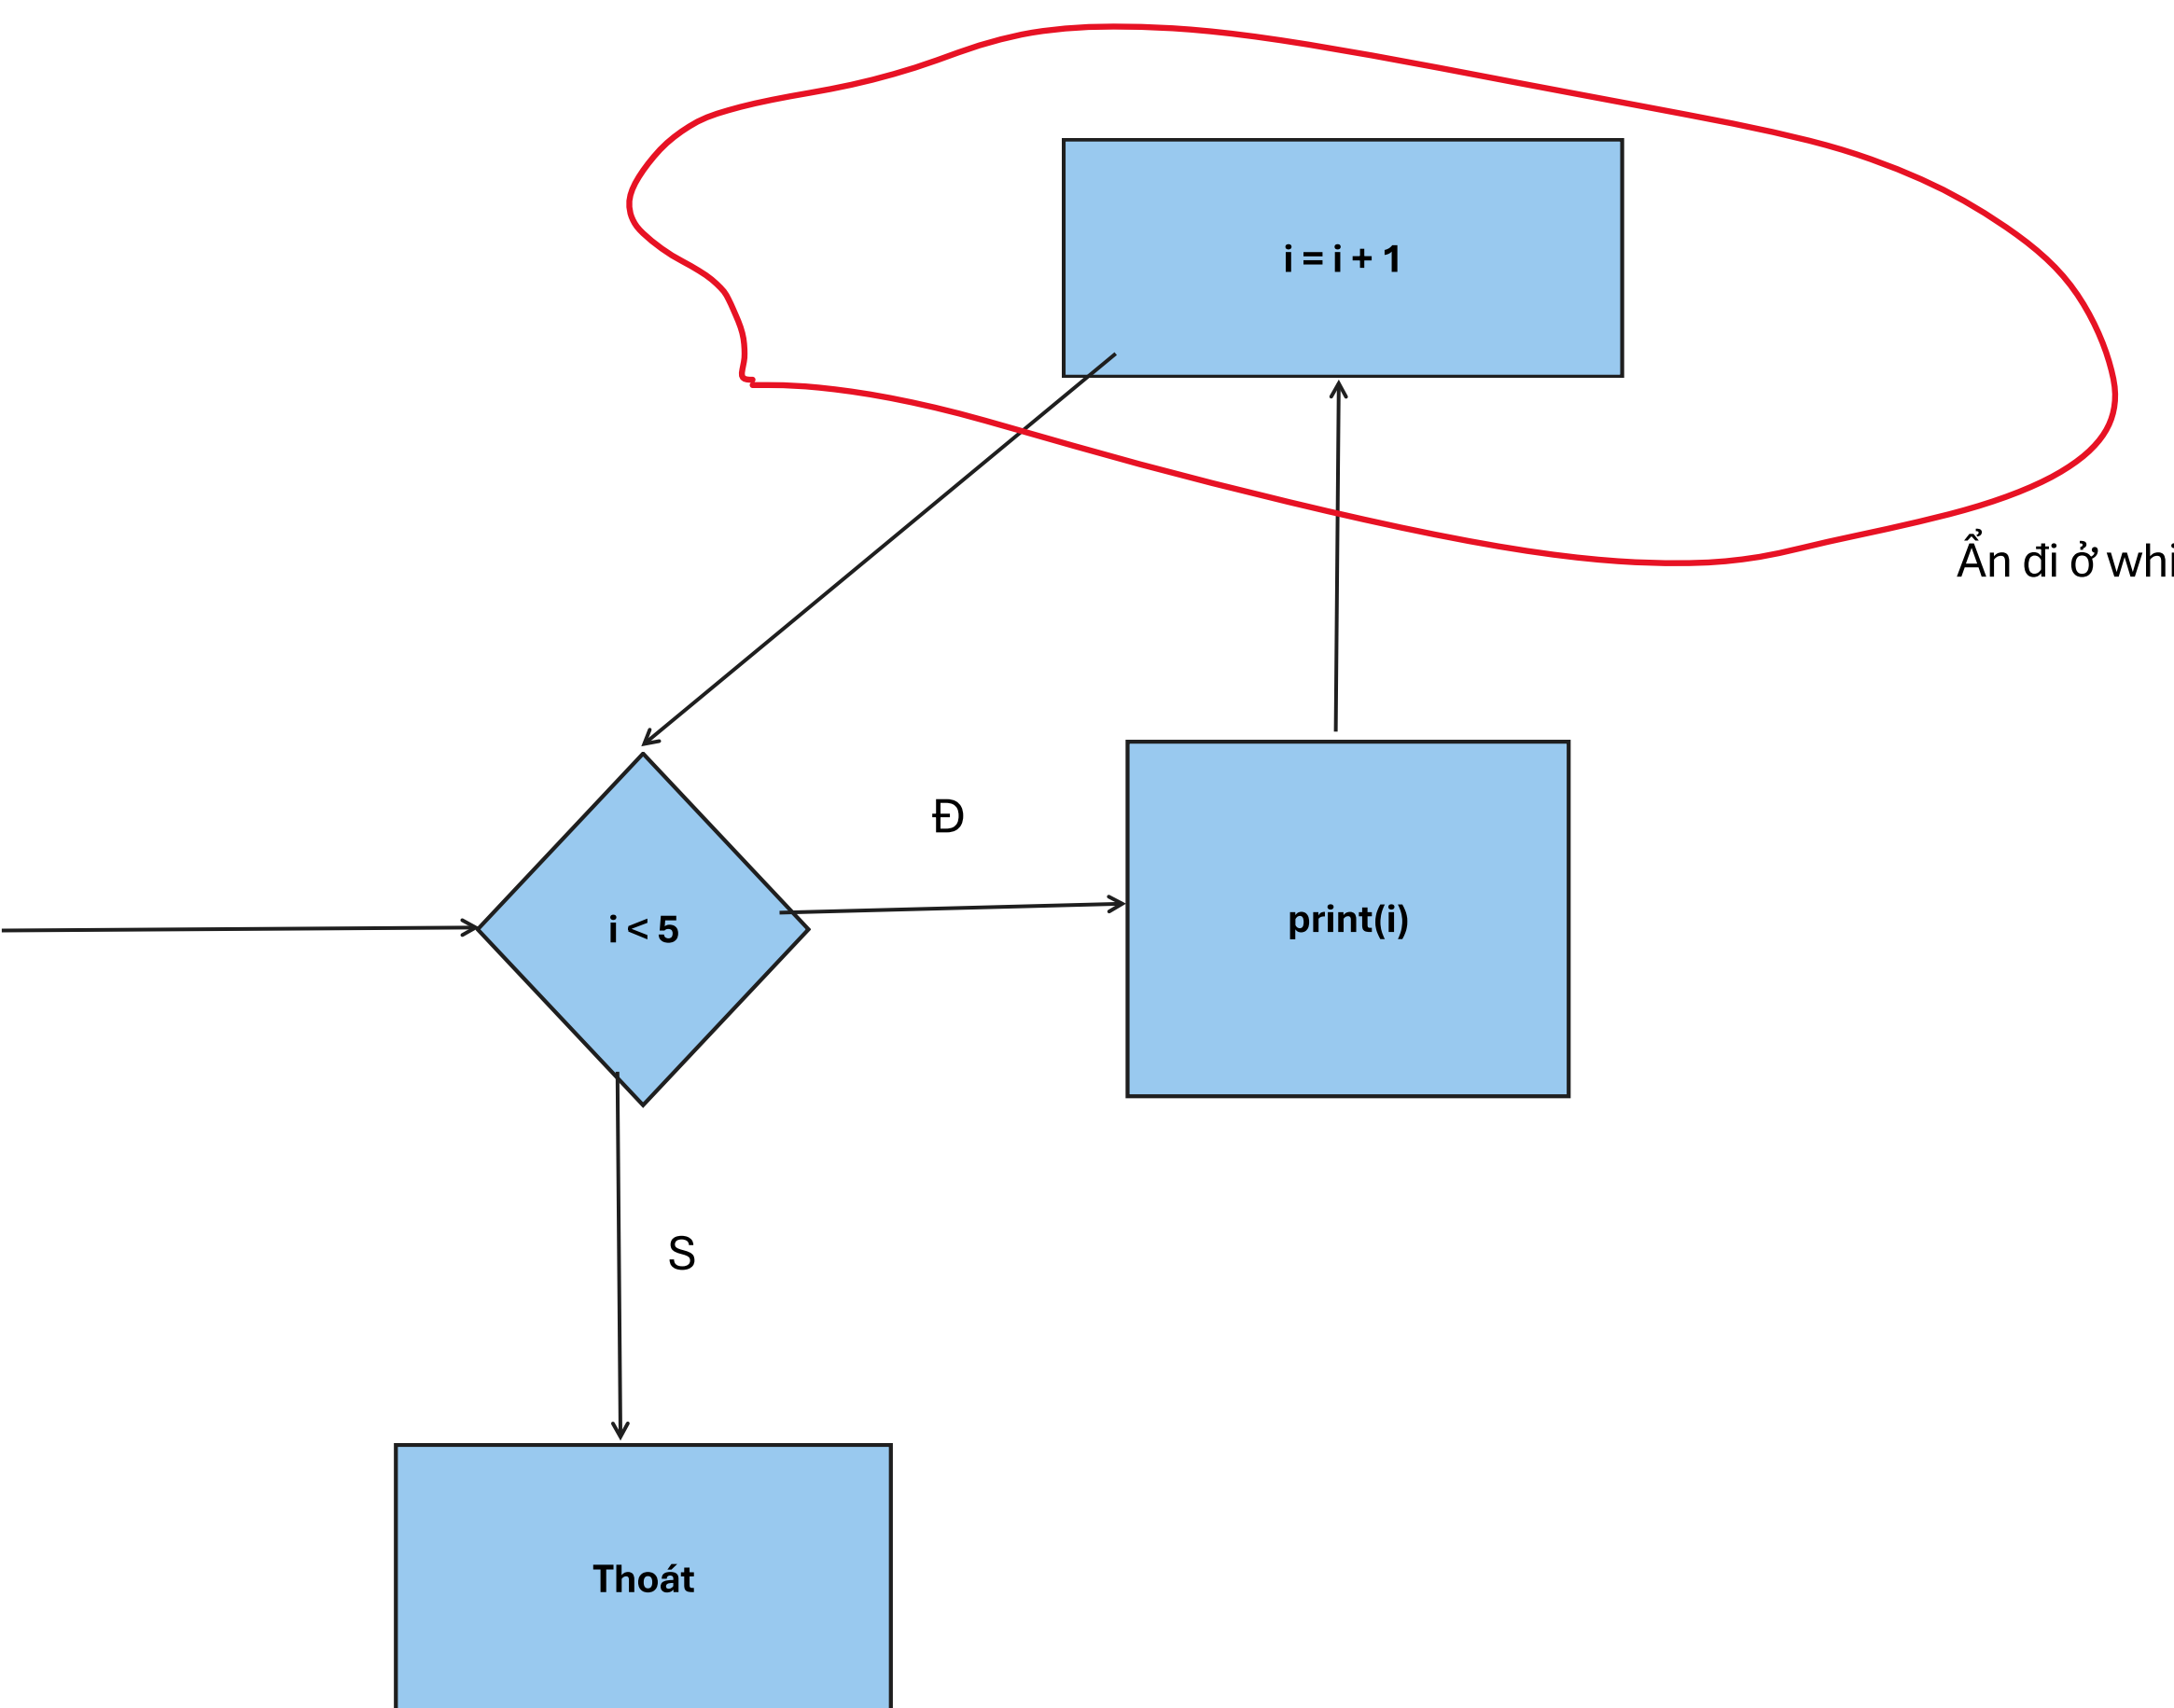 i = i + 1
Ẩn đi ở whi
Đ
i < 5
print(i)
S
Thoát